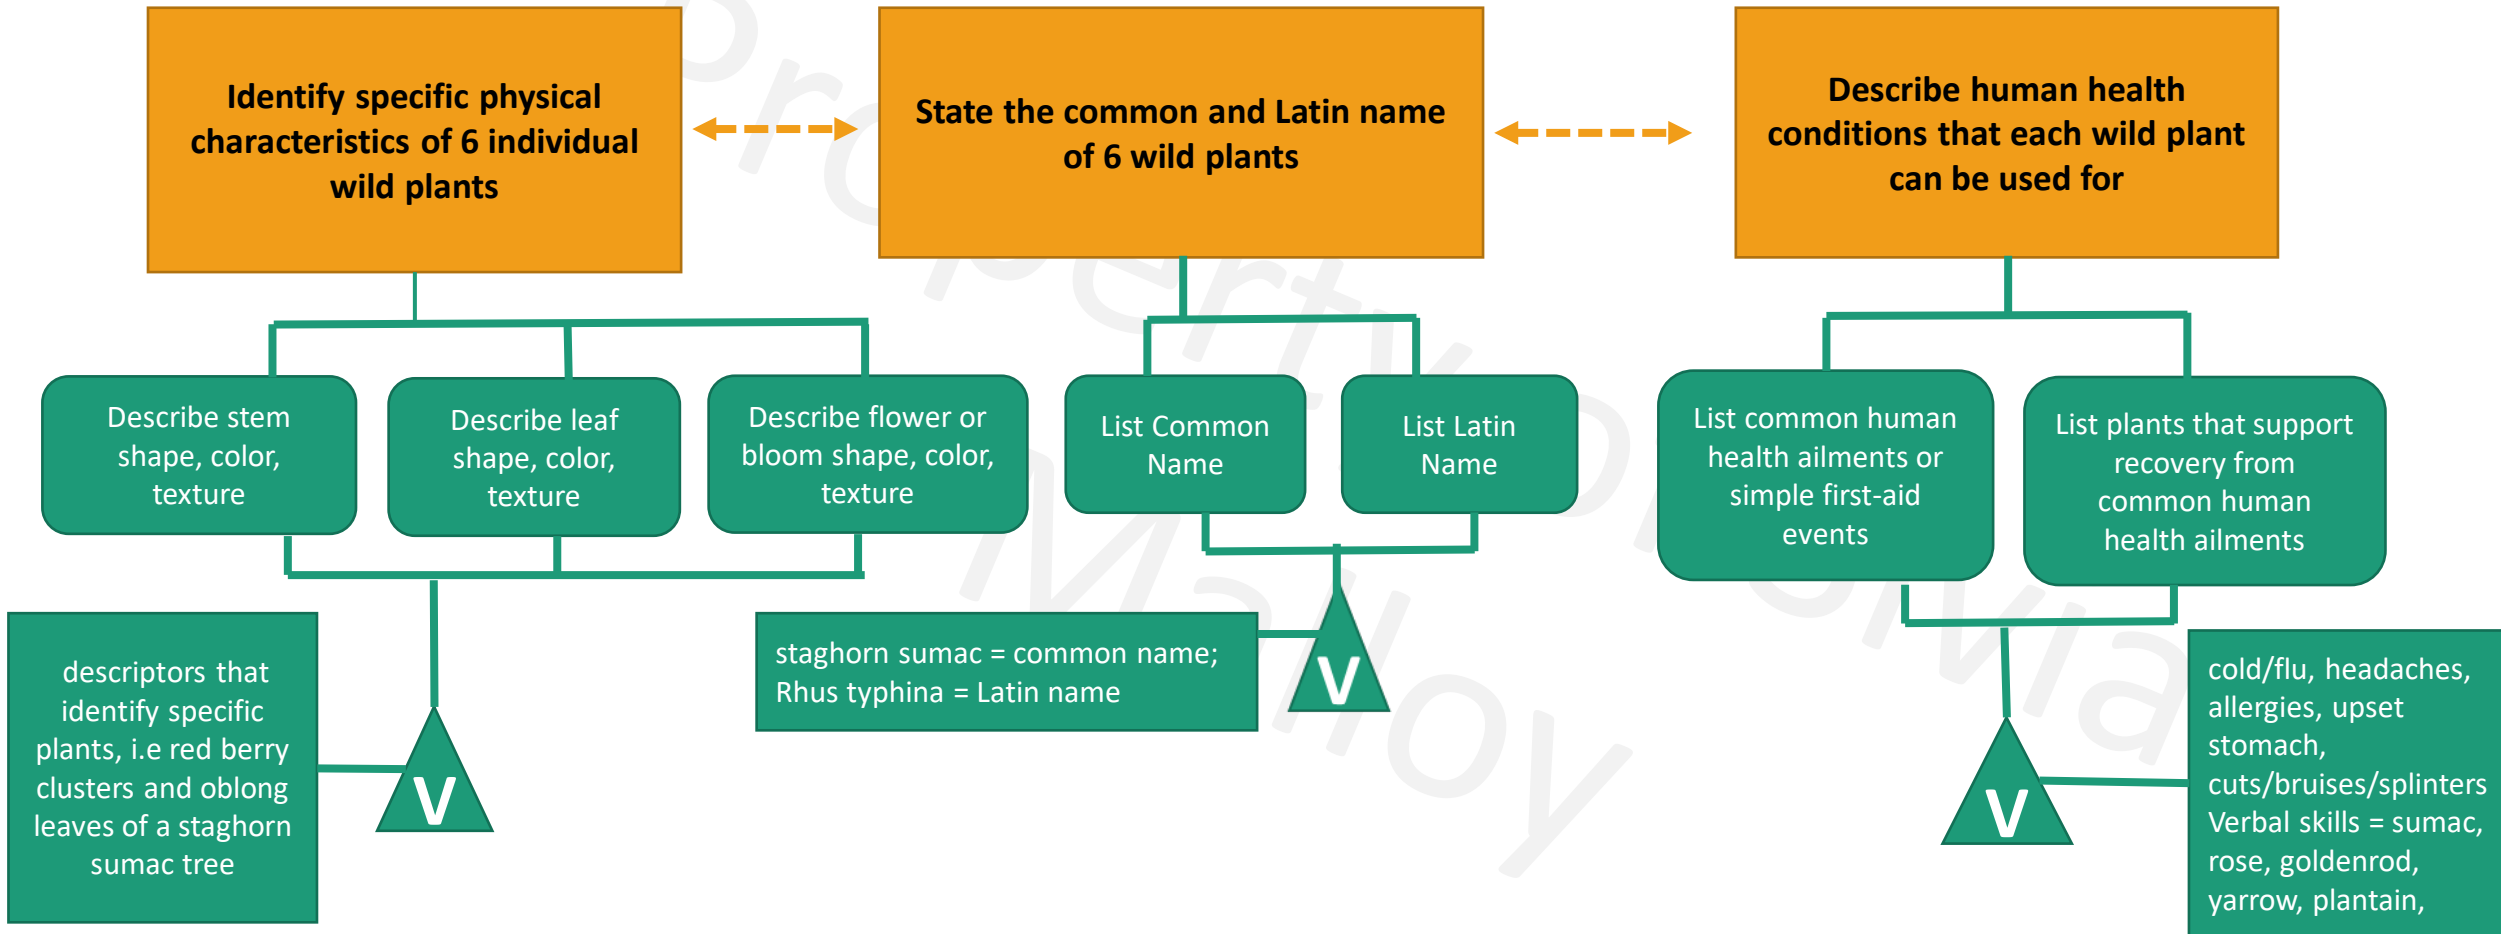 Identify specific physical
characteristics of 6 individual
wild plants
State the common and Latin name
of 6 wild plants
Describe human health
conditions that each wild plant
can be used for
Describe stem
shape, color,
texture
Describe leaf
shape, color,
texture
Describe flower or
bloom shape, color,
texture
List Common
Name
List Latin
Name
List common human
health ailments or
simple first-aid
events
List plants that support
recovery from
common human
health ailments
descriptors that
identify specific
plants, i.e red berry
clusters and oblong
leaves of a staghorn
sumac tree
V
staghorn sumac = common name;
Rhus typhina = Latin name
V
V
cold/flu, headaches,
allergies, upset
stomach,
cuts/bruises/splinters
Verbal skills = sumac,
rose, goldenrod,
yarrow, plantain,
Property of
Malloy